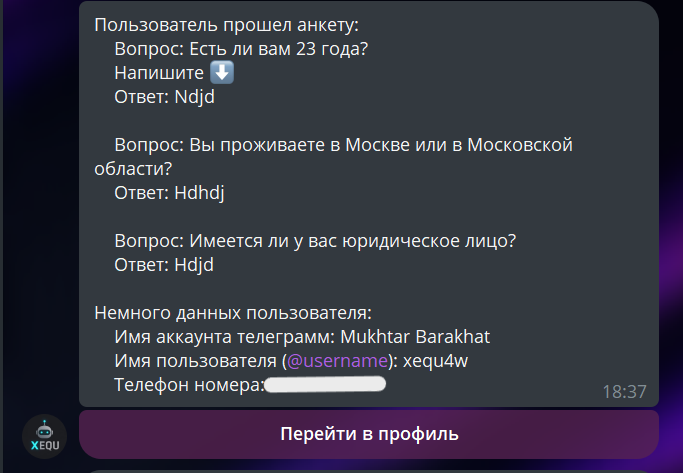 Пользователь прошел анкету:
Вопрос: Есть ли вам 23 года?
Напишите ⬇️
Ответ: Ndjd
Вопрос: Вы проживаете в Москве или в Московской
области?
Ответ: Hdhdj
Вопрос: Имеется ли у вас юридическое лицо?
Ответ: Hdjd
Немного данных пользователя:
Имя аккаунта телеграмм: Mukhtar Barakhat
Имя пользователя (@username): xequ4w
Телефон номера:
18:37
XEQU
Перейти в профиль